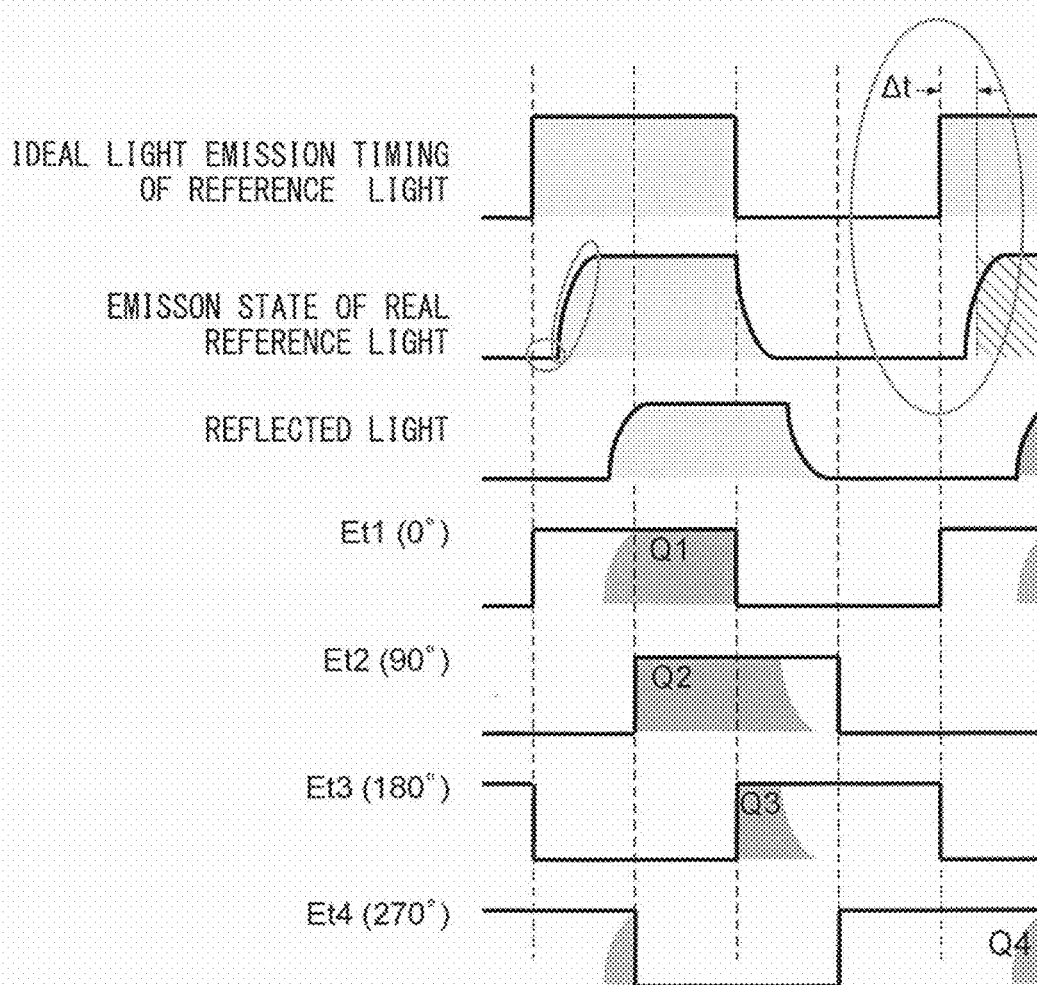 Δt
IDEAL LIGHT EMISSION TIMING
OF REFERENCE LIGHT
EMISSON STATE OF REAL
REFERENCE LIGHT
REFLECTED LIGHT
Et1 (0°)
Q1
Et2 (90°)
Q2
Et3 (180°)
Q3
Et4 (270°)
Q4